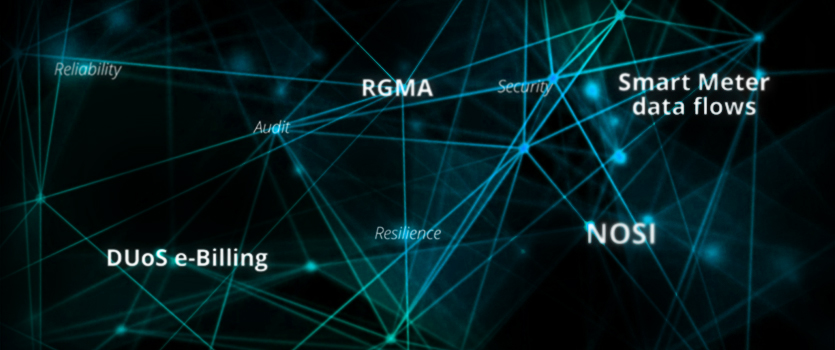 Reliability
RGMA
Security
Smart Meter
data flows
Audit
Resilience
NOSI
DUoS e-Billing